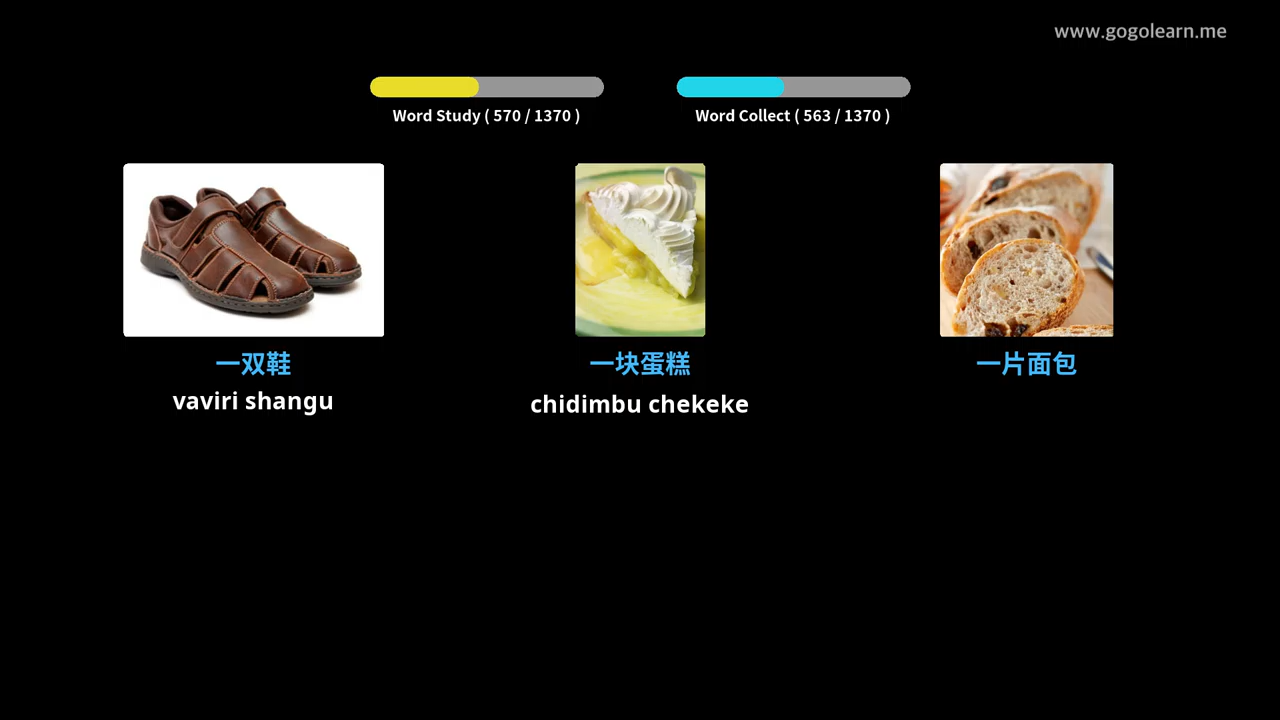 www.gogolearn.me
Word Study ( 570 / 1370 )
Word Collect ( 563 / 1370 )
一双鞋
一块蛋糕
一片面包
vaviri shangu
chidimbu chekeke